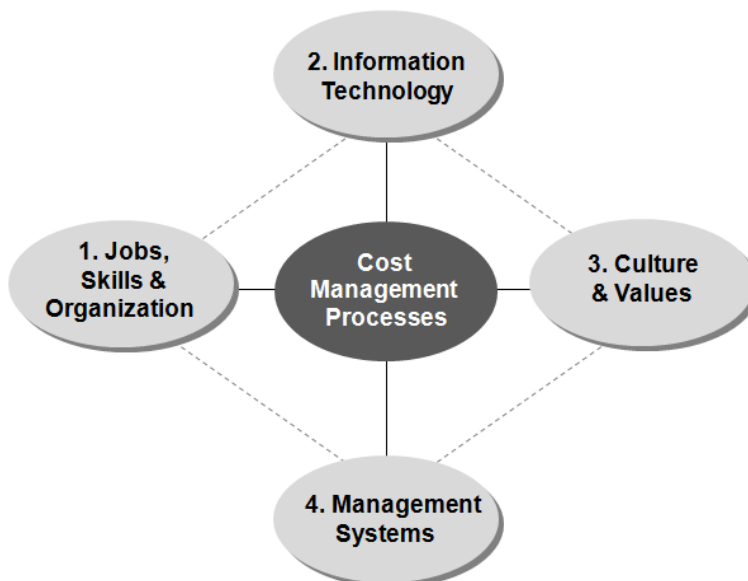 2. Information
Technology
1. Jobs,
Skills &
Organization
Cost
Management
Processes
3. Culture
& Values
4. Management
Systems